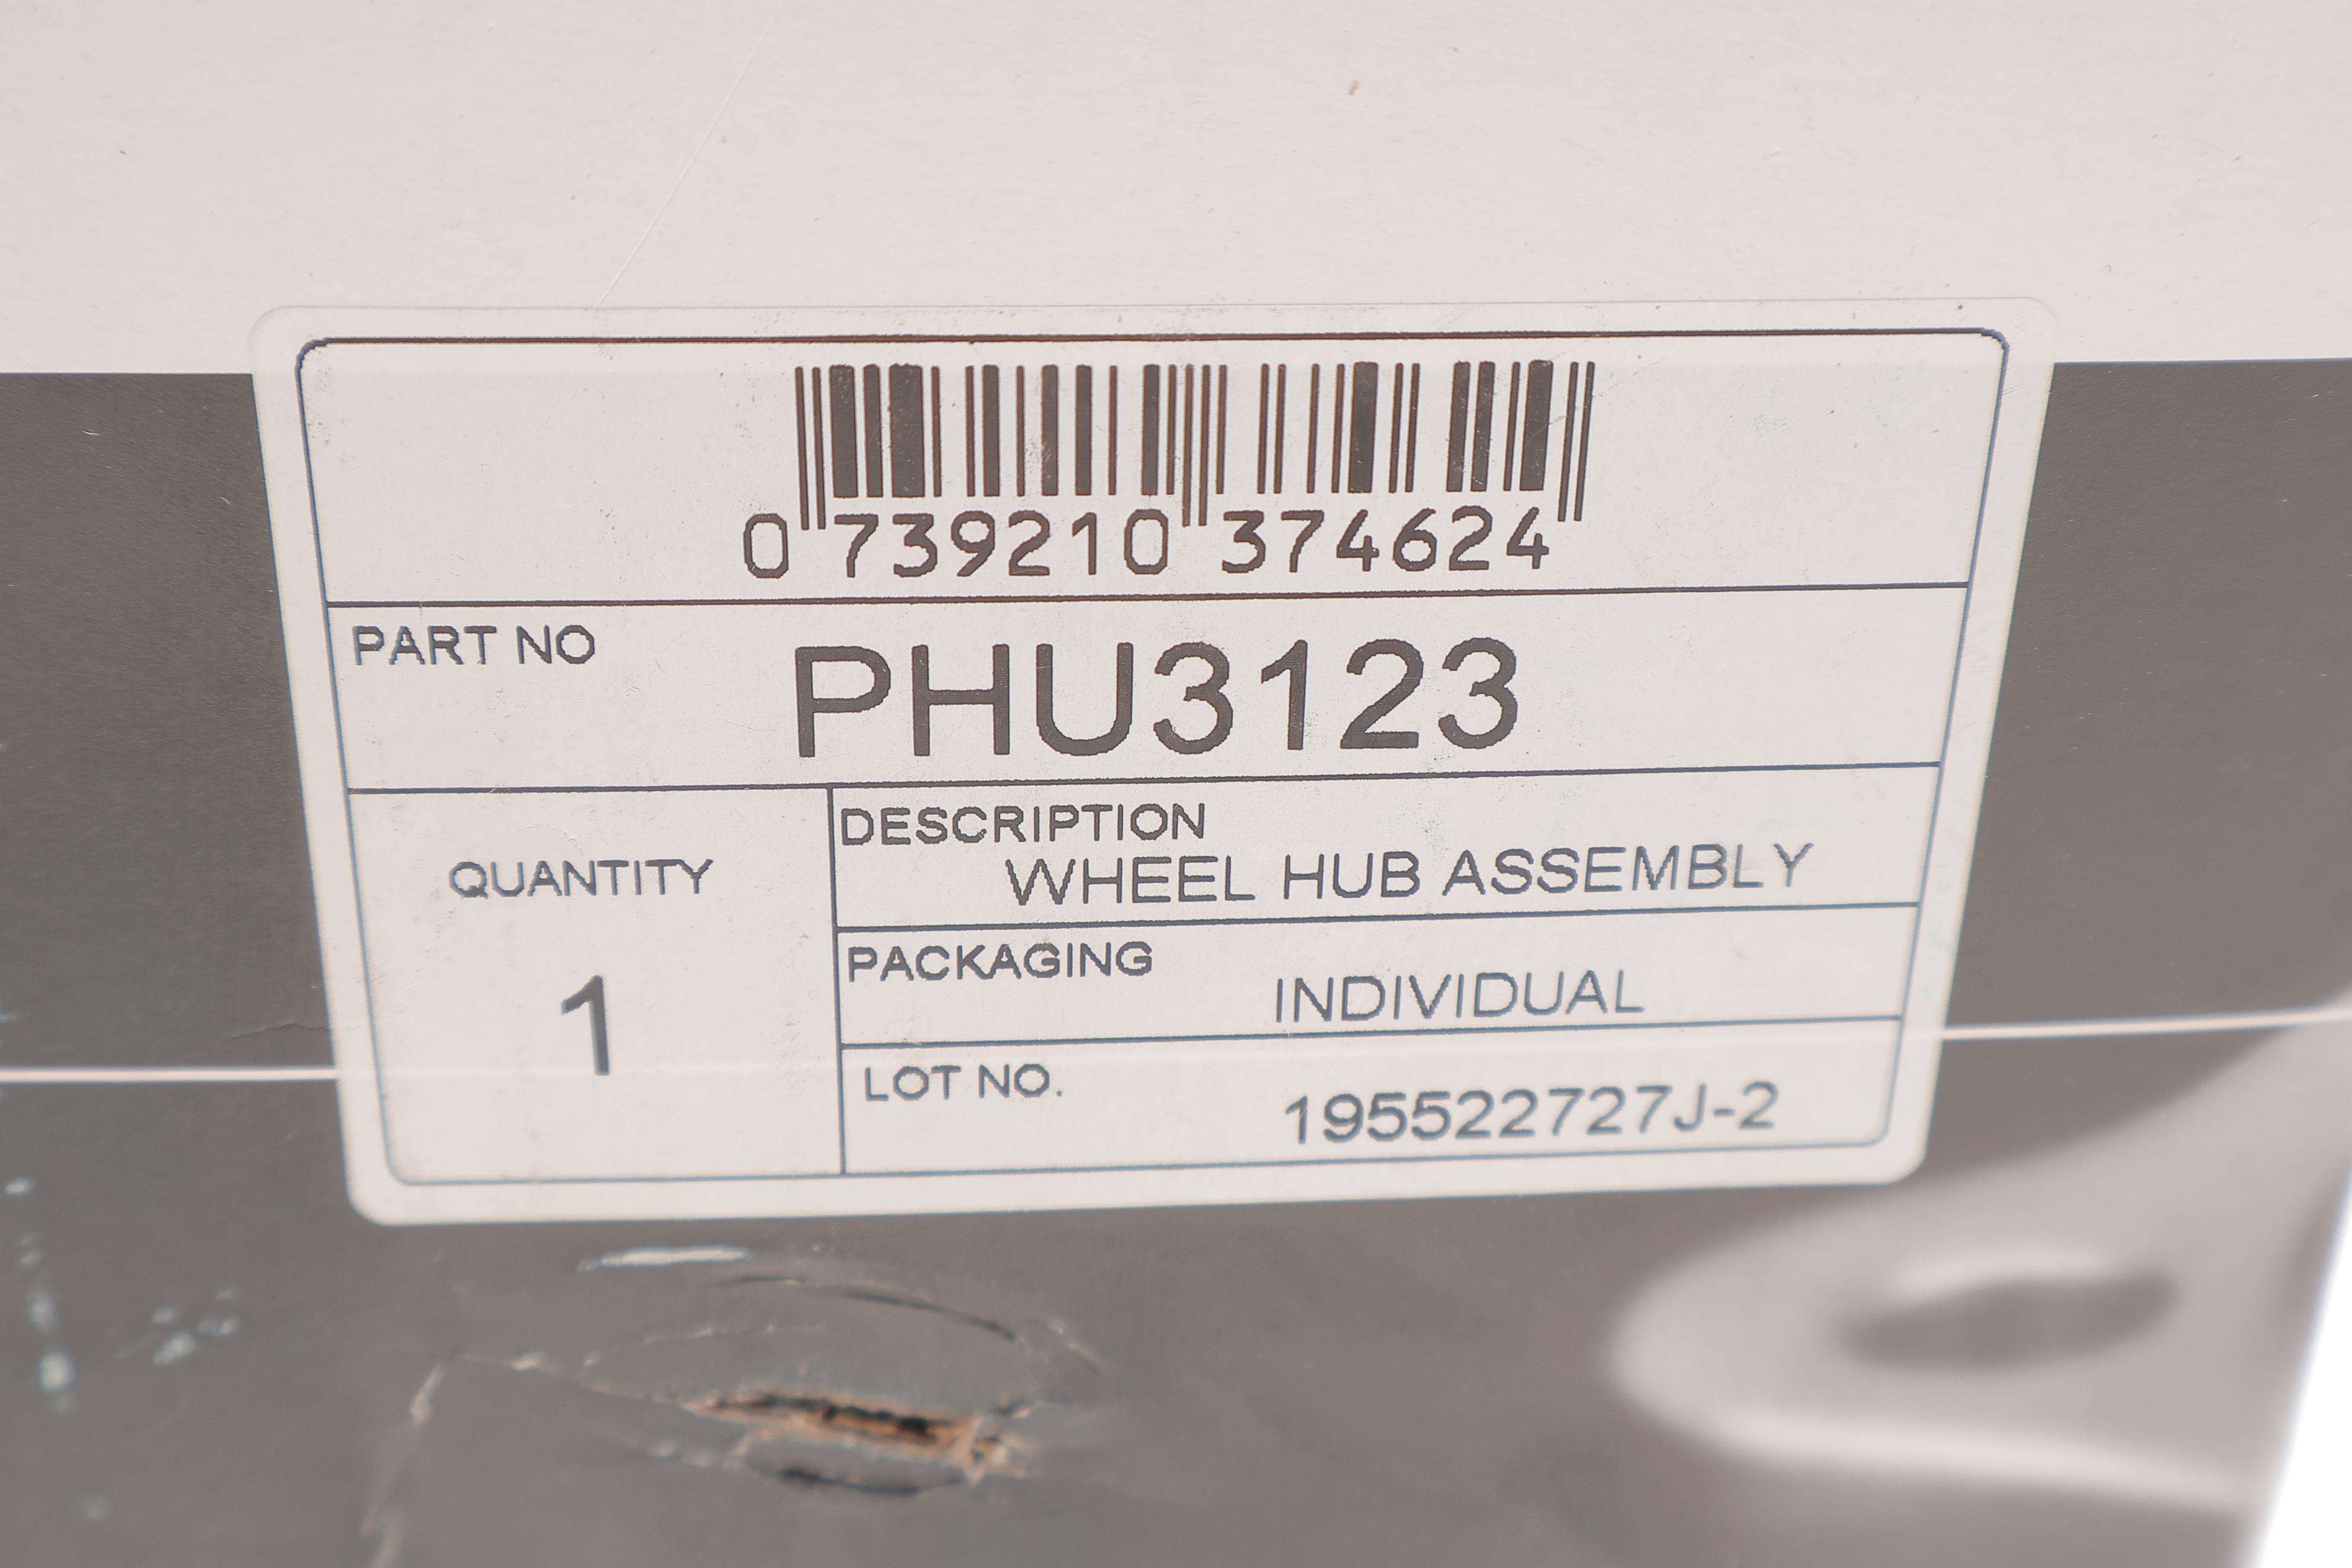 0 739210 374624
PART NO
PHU3123
QUANTITY
1
DESCRIPTION
WHEEL HUB ASSEMBLY
PACKAGING
INDIVIDUAL
LOT NO.
195522727J-2